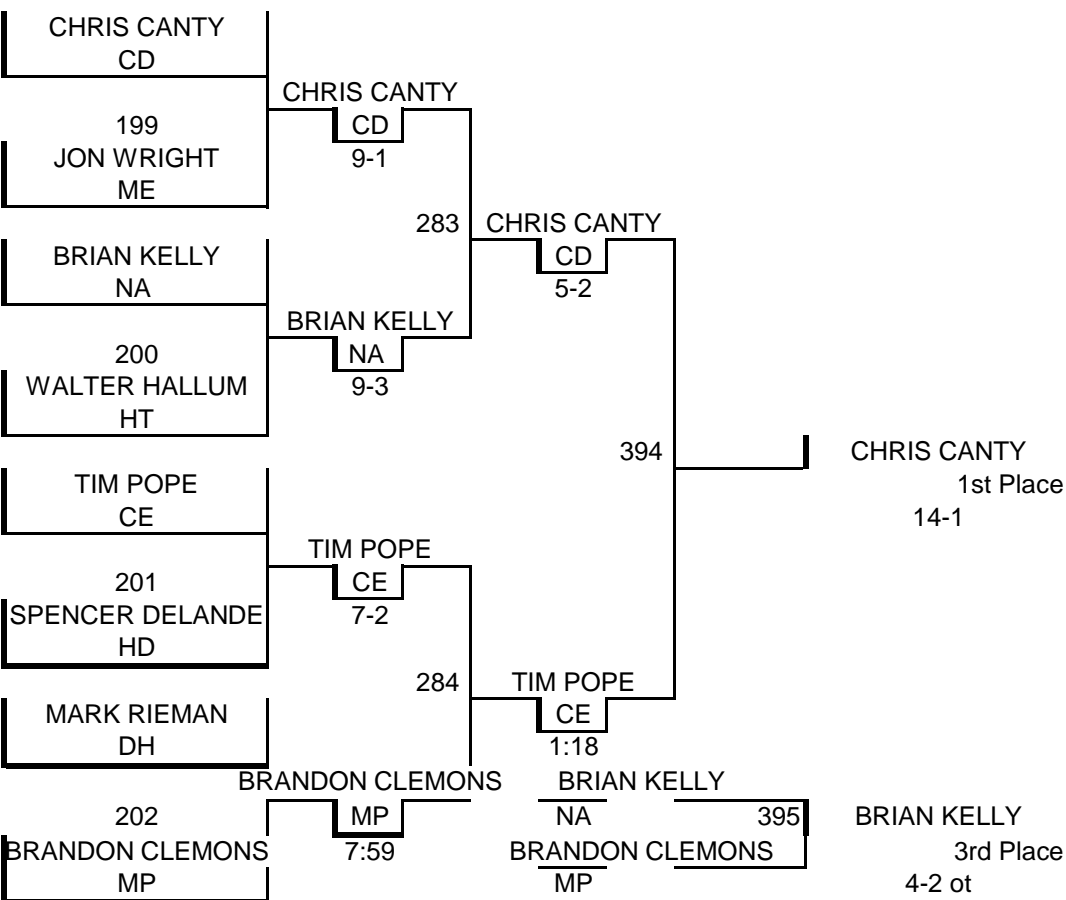 CHRIS CANTY
CD
CHRIS CANTY
199
CD
JON WRIGHT
9-1
ME
283
CHRIS CANTY
BRIAN KELLY
CD
NA
5-2
BRIAN KELLY
200
NA
WALTER HALLUM
9-3
HT
394
CHRIS CANTY
TIM POPE
1st Place
CE
14-1
TIM POPE
201
CE
SPENCER DELANDE
7-2
HD
284
TIM POPE
MARK RIEMAN
CE
DH
1:18
BRANDON CLEMONS
BRIAN KELLY
202
MP
NA
395
BRIAN KELLY
BRANDON CLEMONS
7:59
BRANDON CLEMONS
3rd Place
MP
MP
4-2 ot